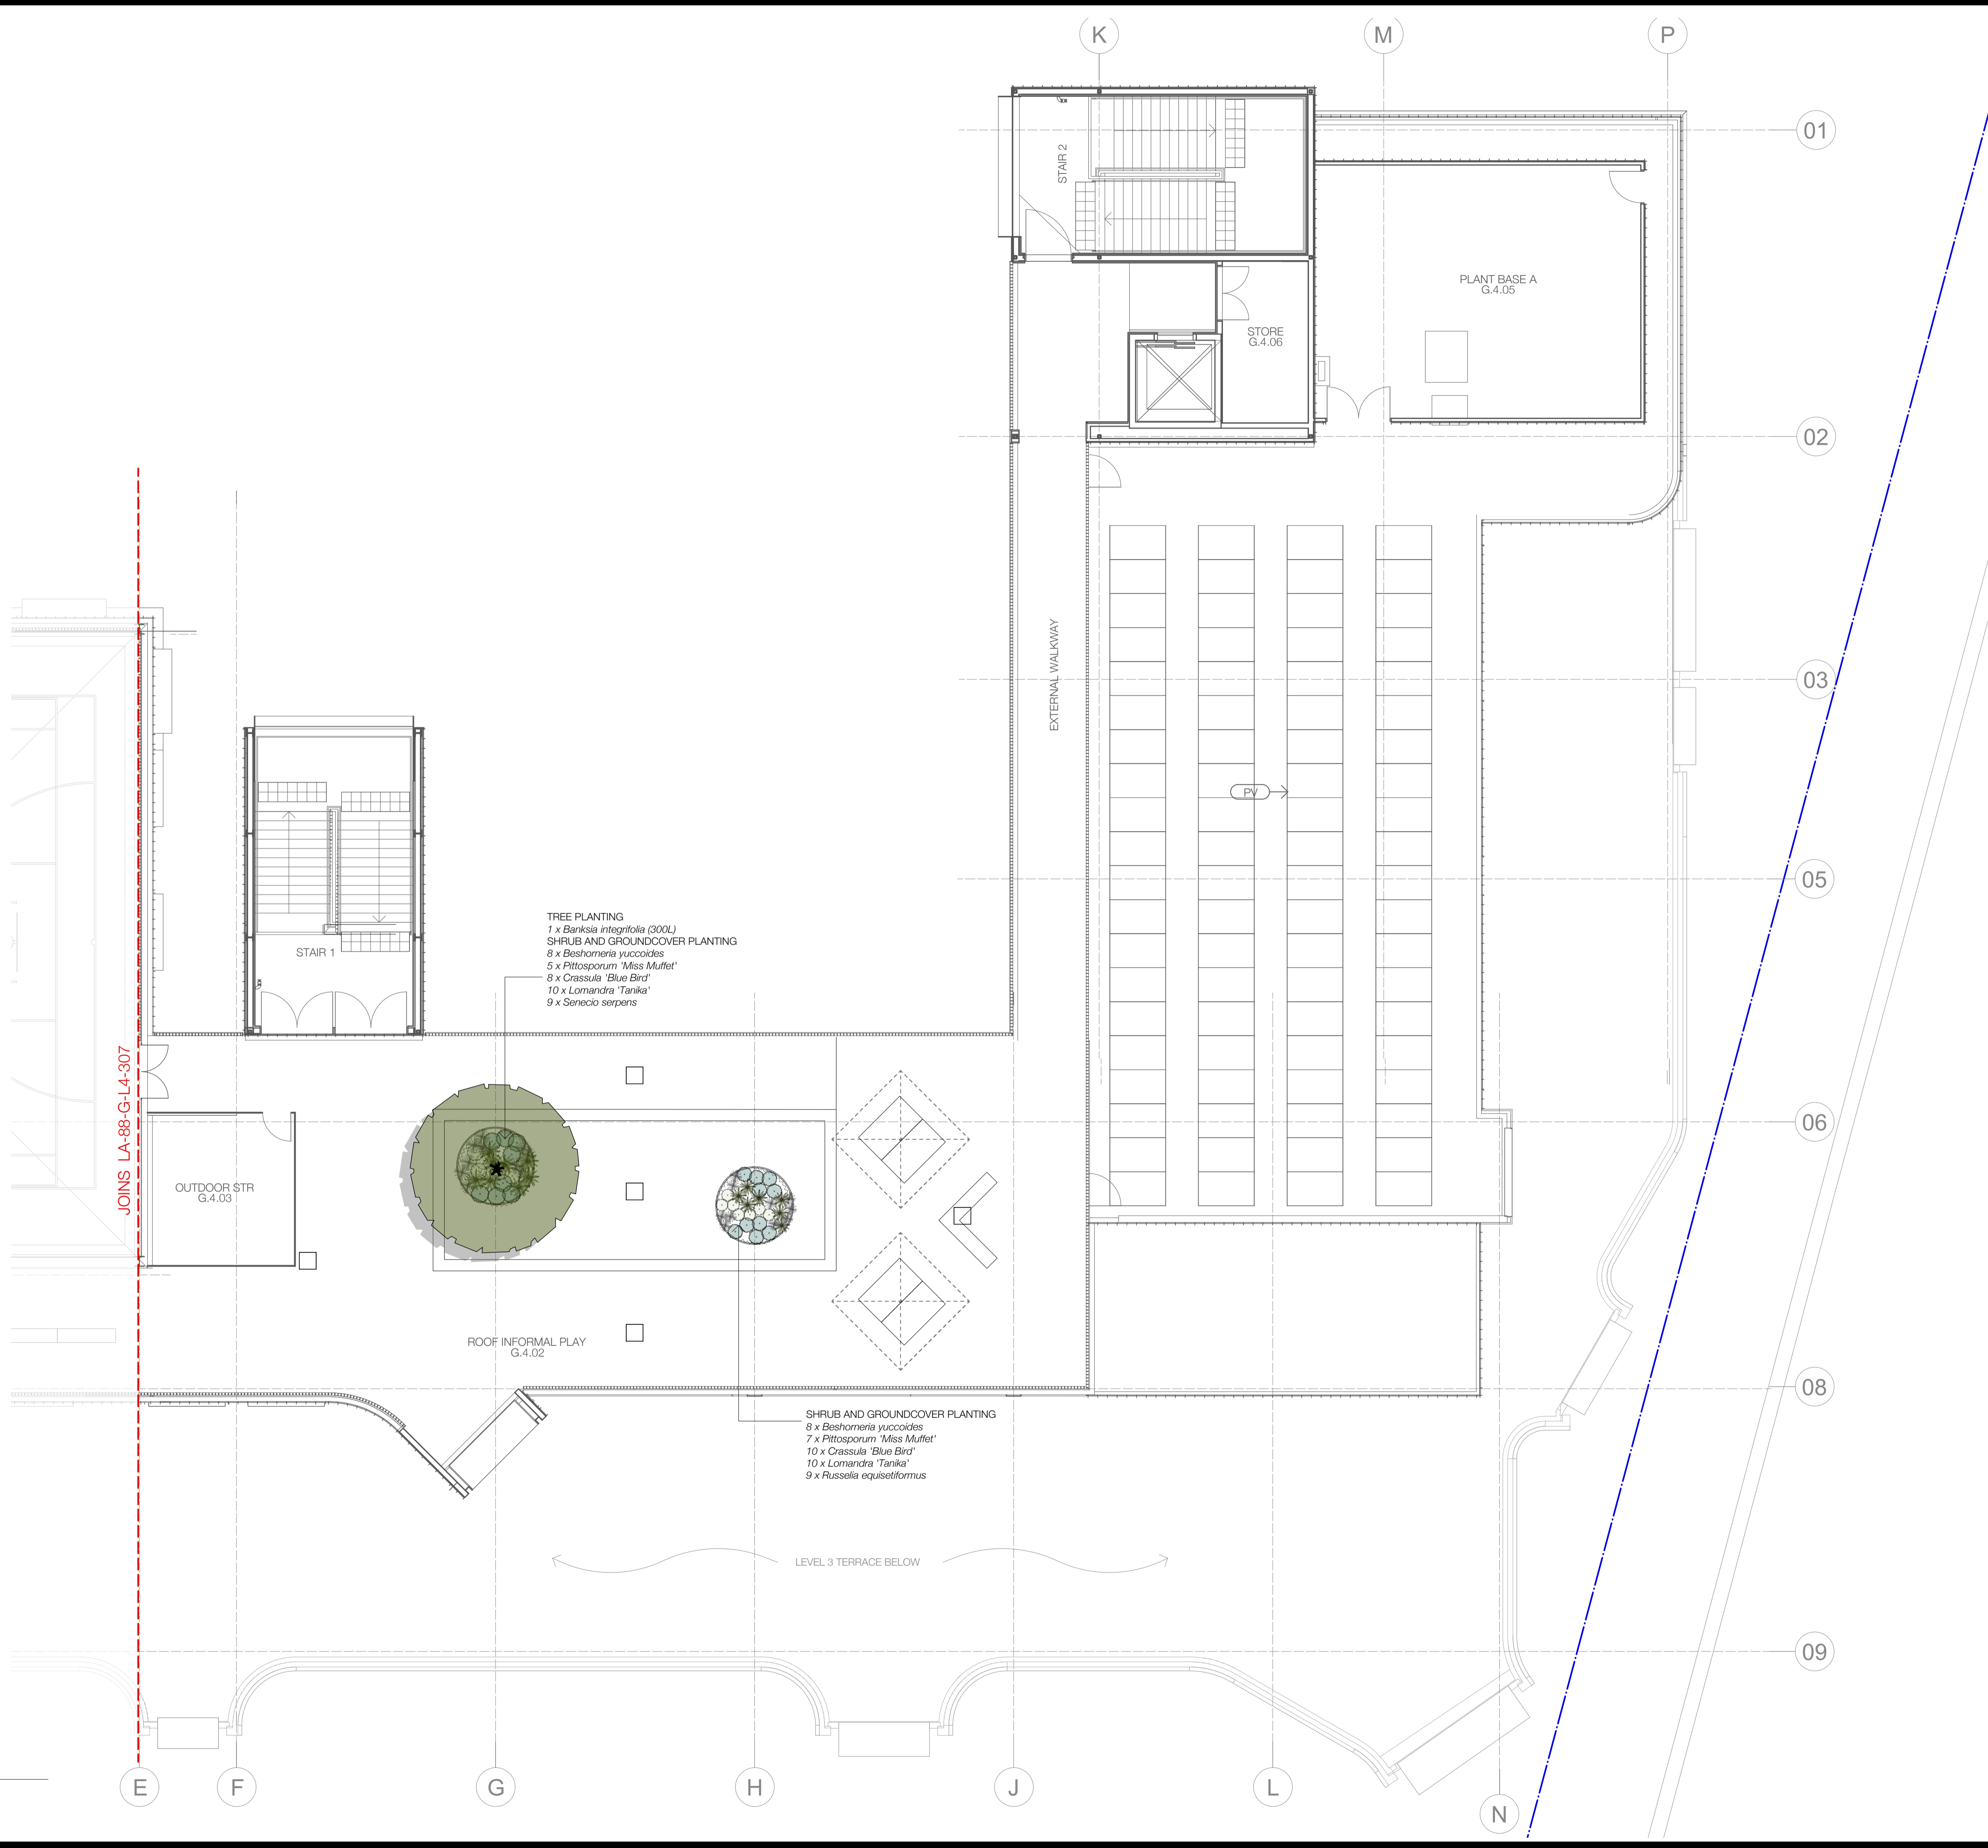 K
M
P
01
STAIR 2
PLANT BASE A
G.4.05
STORE
G.4.06
02
EXTERNAL WALKWAY
03
PV
05
TREE PLANTING
1 x Banksia integrifolia (300L)
SHRUB AND GROUNDCOVER PLANTING
8 x Beshorneria yuccoides
5 x Pittosporum 'Miss Muffet'
8 x Crassula 'Blue Bird'
10 x Lomandra 'Tanika'
9 x Senecio serpens
STAIR 1
JOINS LA-88-G-L4-307
06
OUTDOOR STR
G.4.03
ROOF INFORMAL PLAY
G.4.02
08
SHRUB AND GROUNDCOVER PLANTING
8 x Beshorneria yuccoides
7 x Pittosporum 'Miss Muffet'
10 x Crassula 'Blue Bird'
10 x Lomandra 'Tanika'
9 x Russelia equisetiformus
LEVEL 3 TERRACE BELOW
09
E
F
G
H
J
L
N